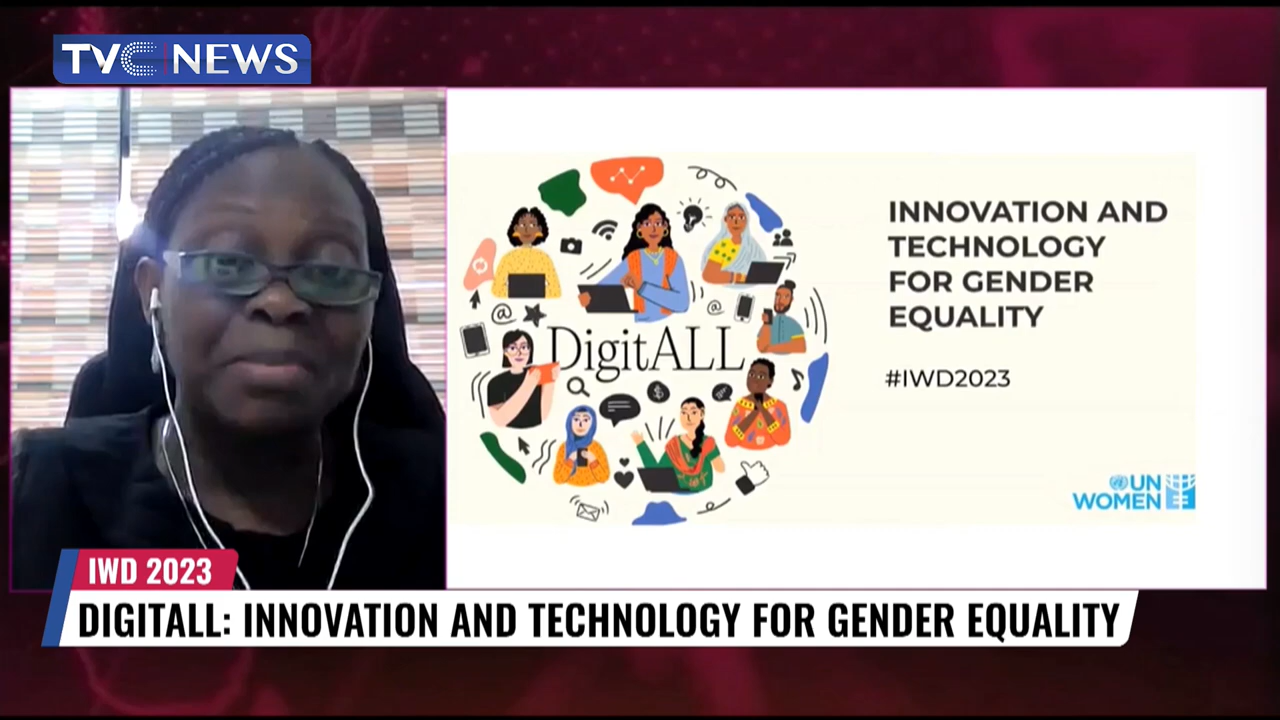 TVC NEWS
DigitALL
INNOVATION AND
TECHNOLOGY
FOR GENDER
EQUALITY
#IWD2023
UN
WOMEN
IWD 2023
DIGITALL: INNOVATION AND TECHNOLOGY FOR GENDER EQUALITY